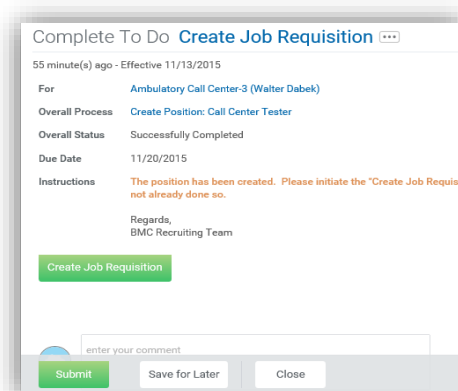 Complete To Do Create Job Requisition
55 minute(s) ago - Effective 11/13/2015
For Ambulatory Call Center-3 (Walter Dabek)
Overall Process Create Position: Call Center Tester
Overall Status Successfully Completed
Due Date 11/20/2015
Instructions The position has been created. Please initiate the "Create Job Requis
not already done so.
Regards,
BMC Recruiting Team
Create Job Requisition
enter your comment
Submit Save for Later Close